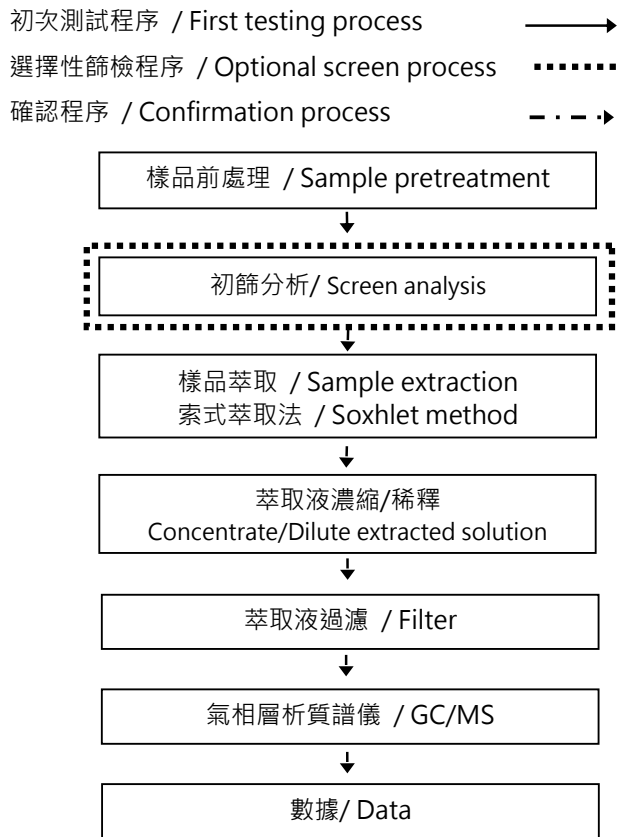 初次測試程序 / First testing process
選擇性篩檢程序 / Optional screen process
確認程序 / Confirmation process
樣品前處理 / Sample pretreatment
初篩分析/ Screen analysis
樣品萃取 / Sample extraction
索式萃取法 / Soxhlet method
萃取液濃縮/稀釋
Concentrate/Dilute extracted solution
萃取液過濾 / Filter
氣相層析質譜儀 / GC/MS
數據/ Data